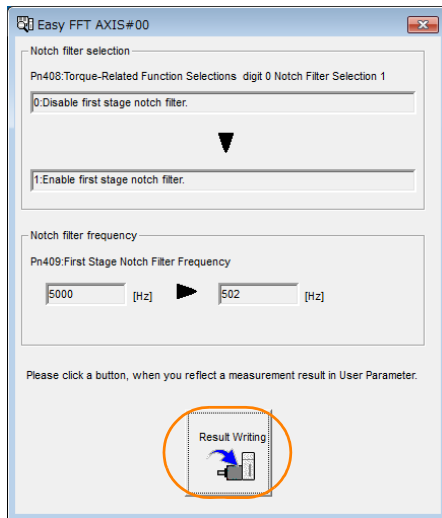 Easy FFT AXIS#00
Notch filter selection
Pn408:Torque-Related Function Selections digit 0 Notch Filter Selection 1
0:Disable first stage notch filter.
1:Enable first stage notch filter.
Notch filter frequency
Pn409:First Stage Notch Filter Frequency
5000 [Hz] 502 [Hz]
Please click a button, when you reflect a measurement result in User Parameter.
Result Writing